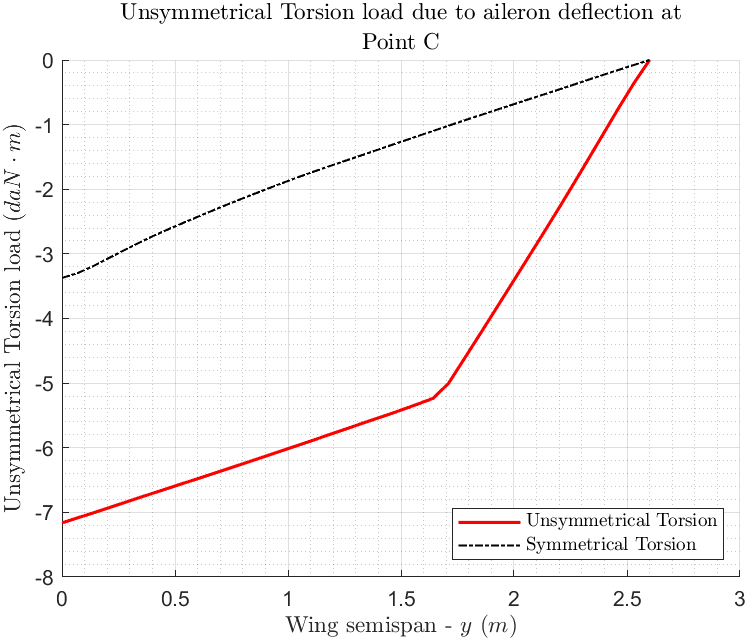 Unsymmetrical Torsion load due to aileron deflection at
Point C
Unsymmetrical Torsion load (daN · m)
0
-1
-2
-3
-4
-5
-6
-7
-8
0 0.5 1 1.5 2 2.5 3
Wing semispan - y (m)
Unsymmetrical Torsion
Symmetrical Torsion